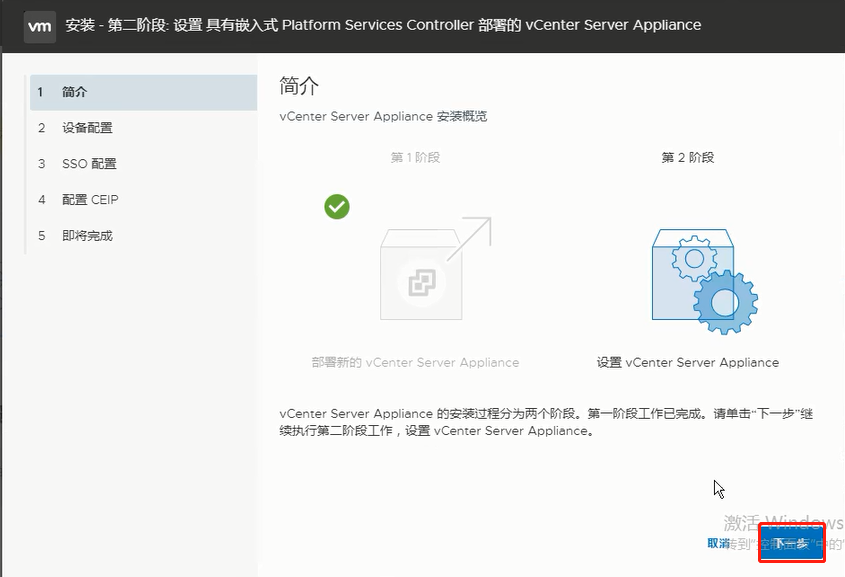 vm 安装 - 第二阶段: 设置 具有嵌入式 Platform Services Controller 部署的 vCenter Server Appliance
1 简介
2 设备配置
3 SSO 配置
4 配置 CEIP
5 即将完成
简介
vCenter Server Appliance 安装概览
第 1 阶段
第 2 阶段
部署新的 vCenter Server Appliance
设置 vCenter Server Appliance
vCenter Server Appliance 的安装过程分为两个阶段。第一阶段工作已完成。请单击“下一步”继
续执行第二阶段工作，设置 vCenter Server Appliance。
激活 Windows
转到“控制面板”中的“
取消
下一步